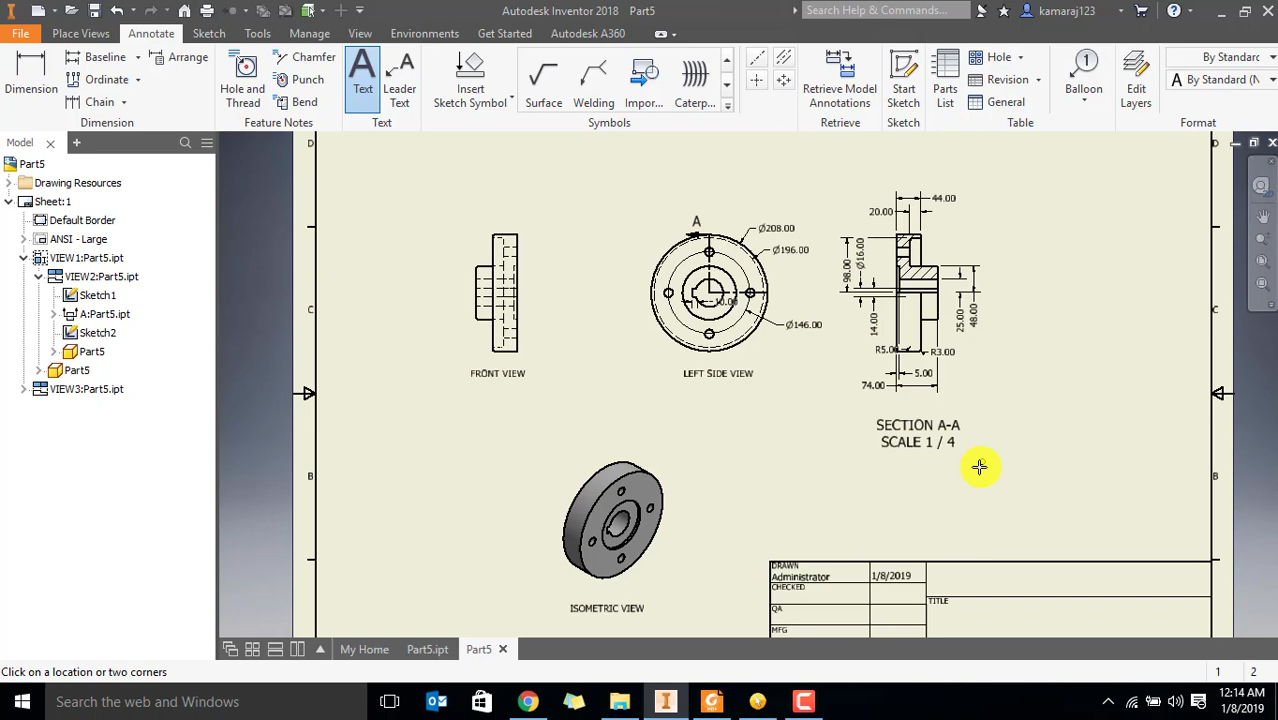 Autodesk Inventor 2018 Part5
Search Help & Commands...
kamaraj123
File
Place Views
Annotate
Sketch
Tools
Manage
View
Environments
Get Started
Autodesk A360
Dimension
Baseline
Arrange
Ordinate
Chain
Dimension
Hole and Thread
Chamfer
Punch
Bend
Feature Notes
Text
Leader Text
Text
Insert Sketch Symbol
Surface
Welding
Impor...
Caterp...
Symbols
Retrieve Model Annotations
Retrieve
Start Sketch
Sketch
Parts List
Hole
Revision
General
Table
Balloon
Edit Layers
By Standar
By Standard (N
Format
Model
Part5
Drawing Resources
Sheet:1
Default Border
ANSI - Large
VIEW1:Part5.ipt
VIEW2:Part5.ipt
Sketch1
A:Part5.ipt
Sketch2
Part5
Part5
VIEW3:Part5.ipt
D
D
C
C
B
B
A
44.00
20.00
Ø208.00
Ø196.00
Ø16.00
98.00
10.00
Ø146.00
14.00
25.00
48.00
R5.00
R3.00
5.00
74.00
FRONT VIEW
LEFT SIDE VIEW
SECTION A-A
SCALE 1 / 4
ISOMETRIC VIEW
DRAWN
Administrator
1/8/2019
CHECKED
QA
MFG
TITLE
My Home
Part5.ipt
Part5
Click on a location or two corners
1
2
Search the Web and Windows
12:14 AM
1/8/2019